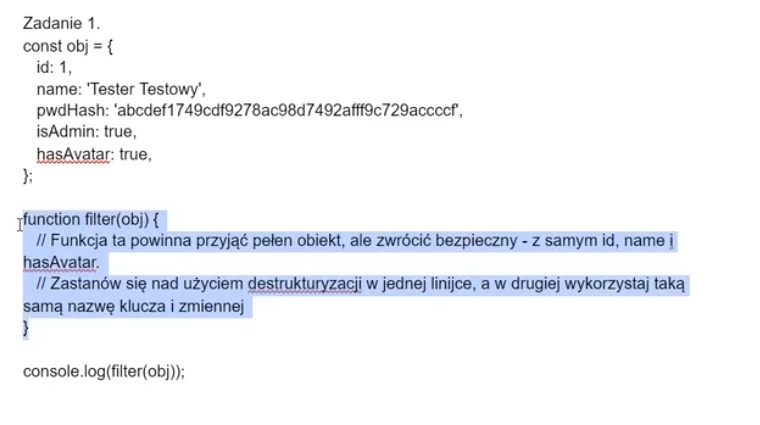 Zadanie 1.
const obj = {
id: 1,
name: 'Tester Testowy',
pwdHash: 'abcdef1749cdf9278ac98d7492afff9c729accccf',
isAdmin: true,
hasAvatar: true,
};
function filter(obj) {
// Funkcja ta powinna przyjąć pełen obiekt, ale zwrócić bezpieczny - z samym id, name i
hasAvatar.
// Zastanów się nad użyciem destrukturyzacji w jednej linijce, a w drugiej wykorzystaj taką
samą nazwę klucza i zmiennej
}
console.log(filter(obj));